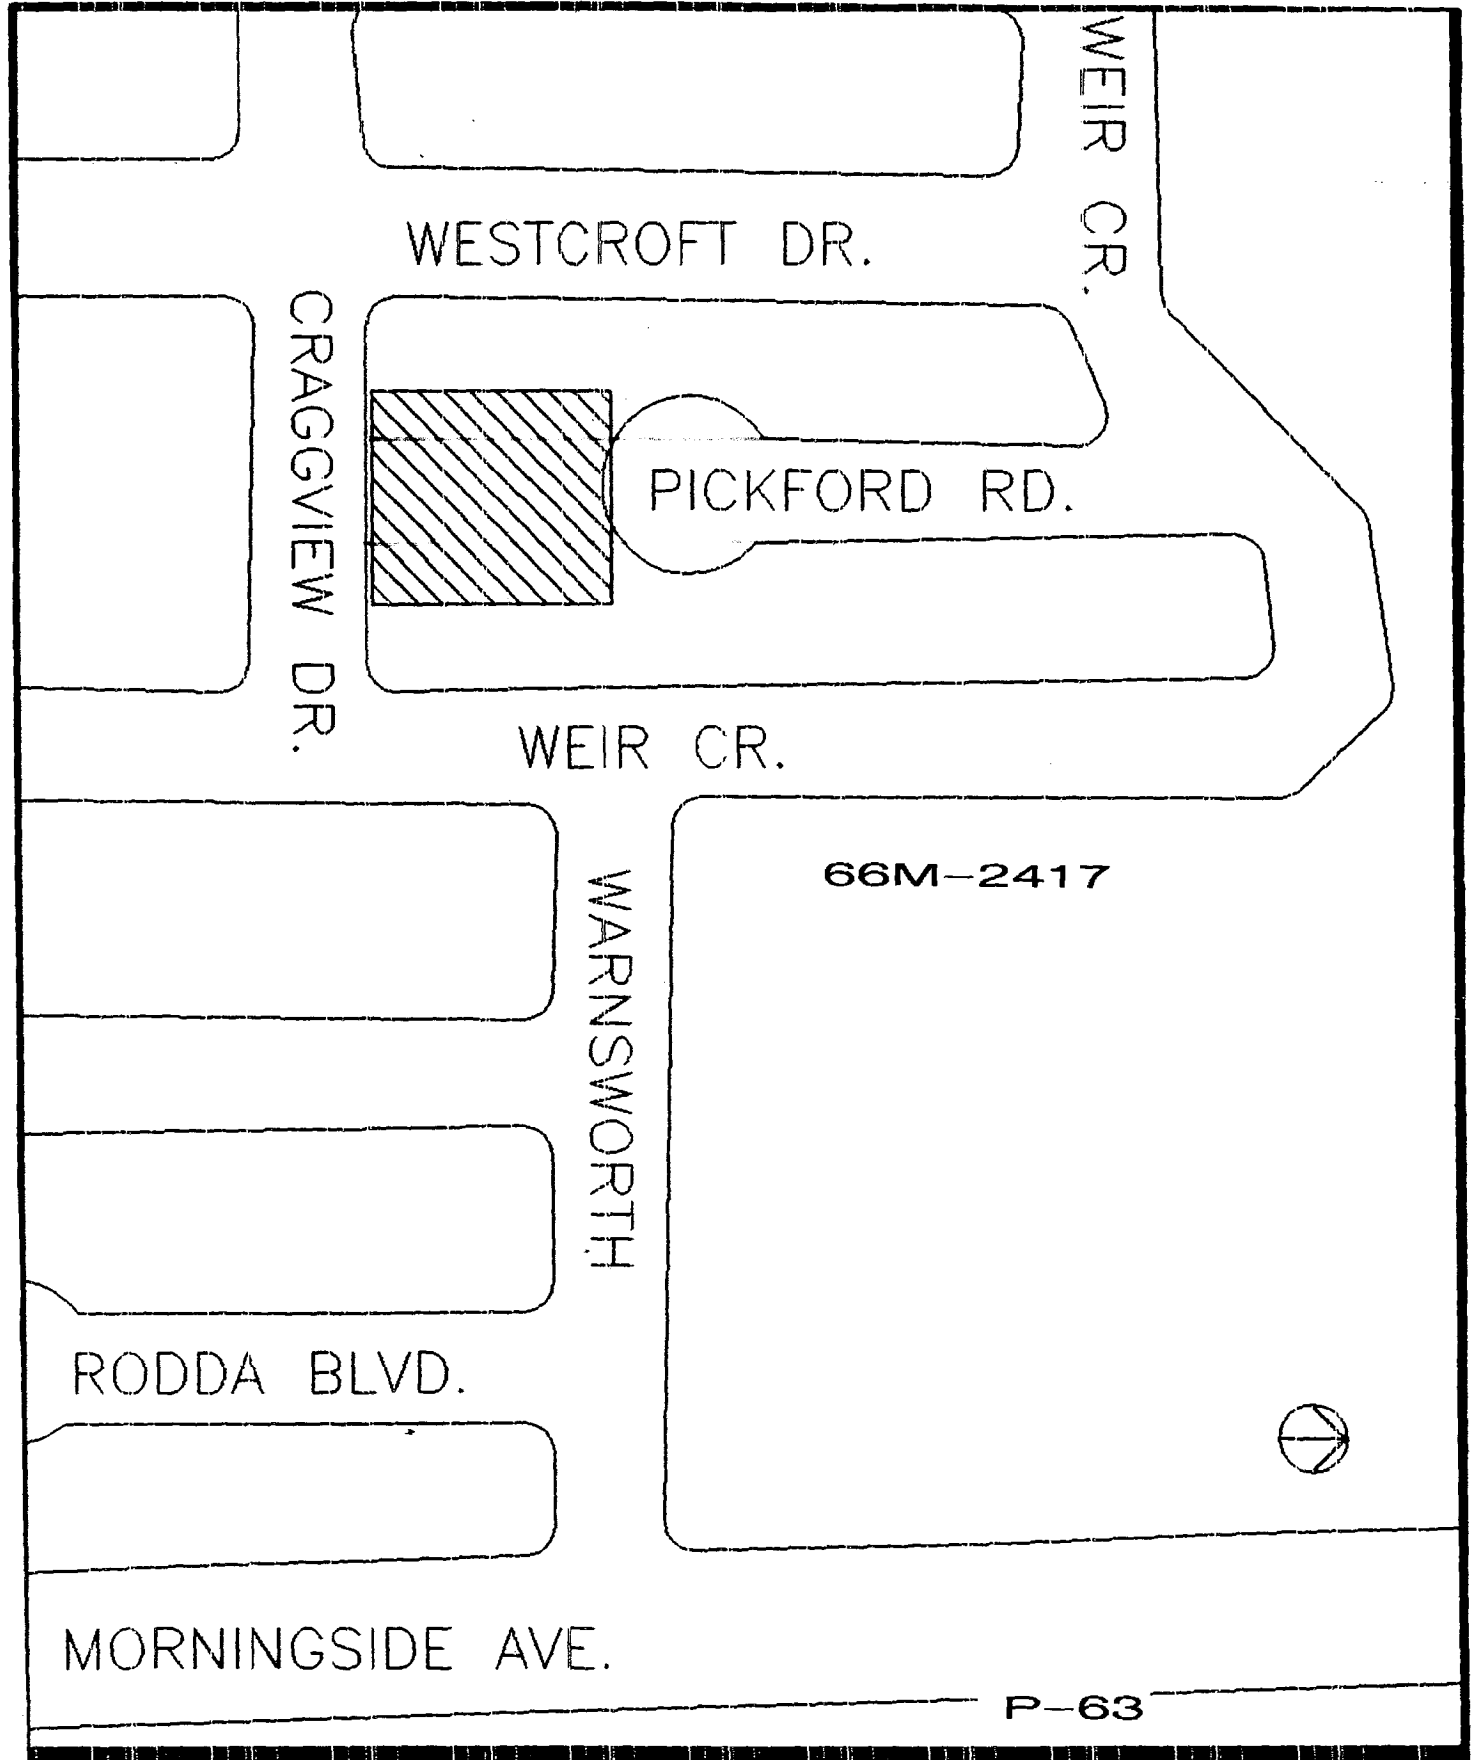 WEIR CR.
WESTCROFT DR.
CRAGGVIEW DR.
PICKFORD RD.
WEIR CR.
66M-2417
WARNSWORTH
RODDA BLVD.
MORNINGSIDE AVE.
P-63